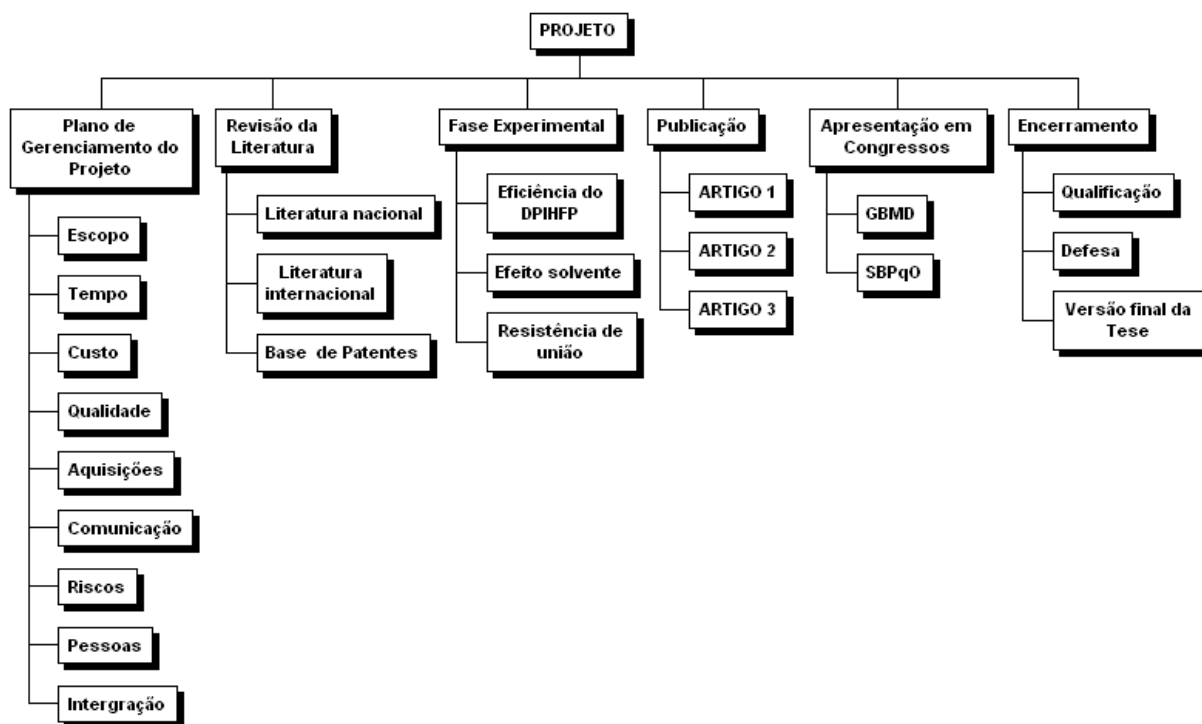 PROJETO
Plano de
Gerenciamento do
Projeto
Escopo
Tempo
Custo
Qualidade
Aquisições
Comunicação
Riscos
Pessoas
Intergração
Revisão da
Literatura
Literatura nacional
Literatura
internacional
Base de Patentes
Fase Experimental
Eficiência do
DPIHFP
Efeito solvente
Resistência de
união
Publicação
ARTIGO 1
ARTIGO 2
ARTIGO 3
Apresentação em
Congressos
GBMD
SBPqO
Encerramento
Qualificação
Defesa
Versão final da
Tese